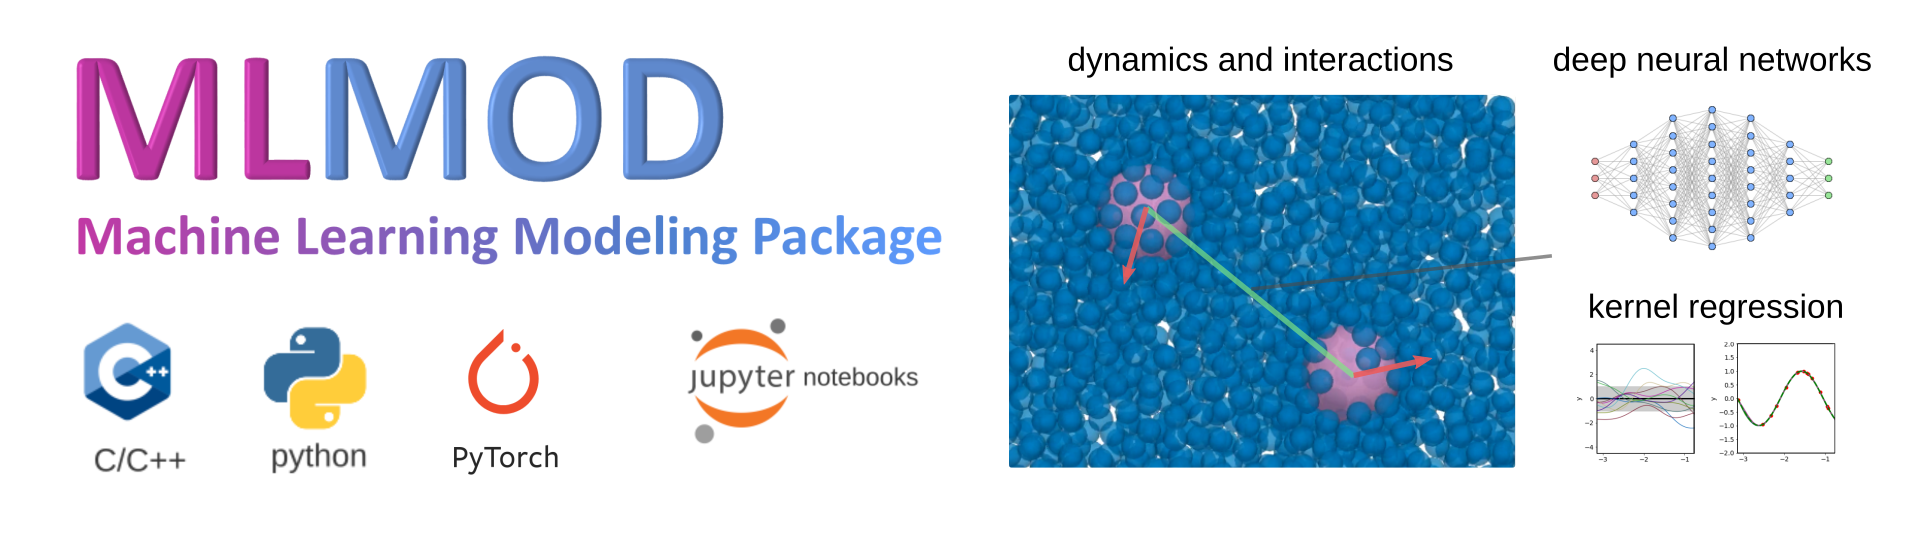 MLMOD
Machine Learning Modeling Package
C++
C/C++
python
PyTorch
jupyter notebooks
dynamics and interactions
deep neural networks
kernel regression
4
2
0
−2
−4
y
−3 −2 −1
2.0
1.5
1.0
0.5
0.0
−0.5
−1.0
−1.5
−2.0
y
−3 −2 −1